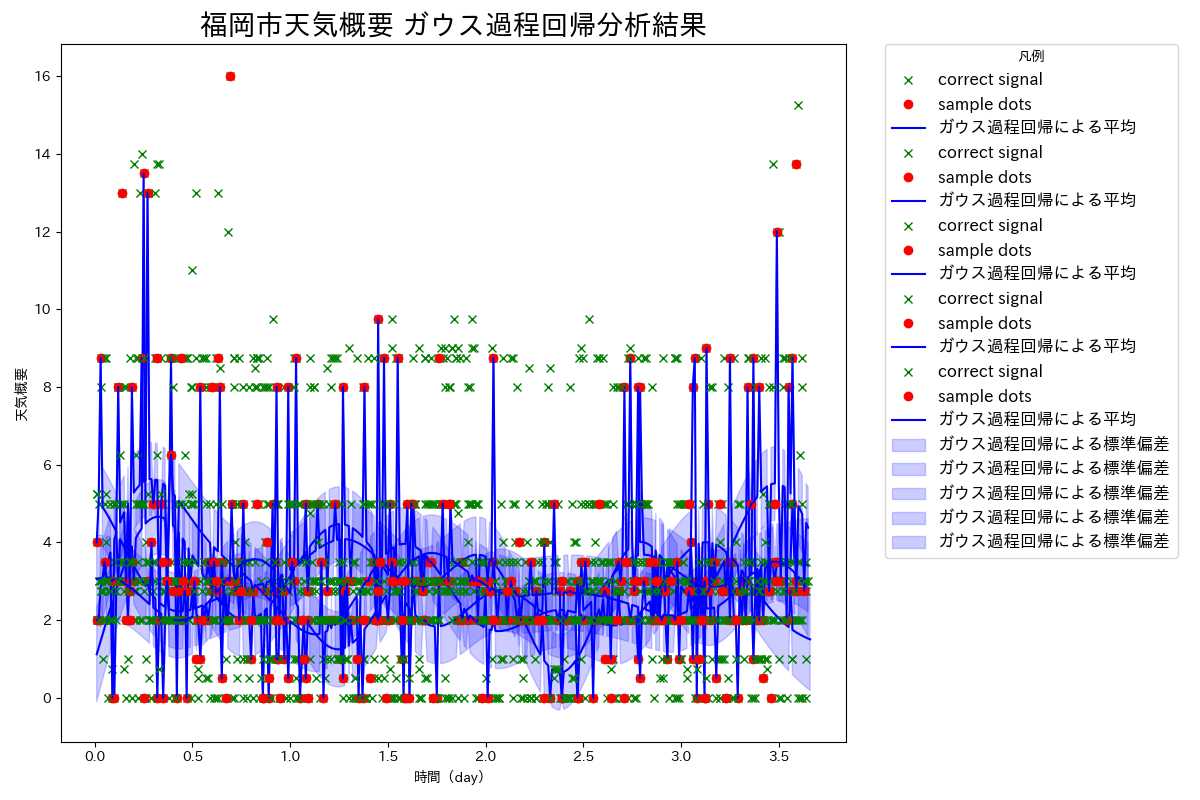 福岡市天気概要 ガウス過程回帰分析結果
天気概要
16
14
12
10
8
6
4
2
0
0.0 0.5 1.0 1.5 2.0 2.5 3.0 3.5
時間（day）
凡例
correct signal
sample dots
ガウス過程回帰による平均
correct signal
sample dots
ガウス過程回帰による平均
correct signal
sample dots
ガウス過程回帰による平均
correct signal
sample dots
ガウス過程回帰による平均
correct signal
sample dots
ガウス過程回帰による平均
ガウス過程回帰による標準偏差
ガウス過程回帰による標準偏差
ガウス過程回帰による標準偏差
ガウス過程回帰による標準偏差
ガウス過程回帰による標準偏差